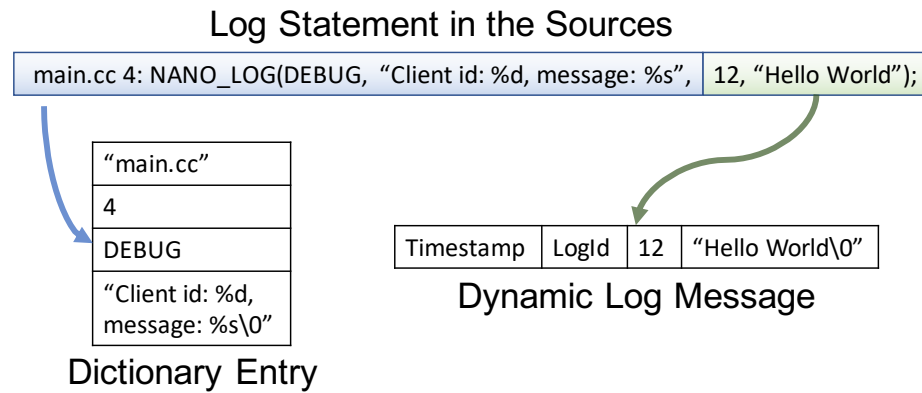 Log Statement in the Sources
main.cc 4: NANO_LOG(DEBUG, “Client id: %d, message: %s”, 12, “Hello World”);
“main.cc”
4
DEBUG
“Client id: %d,
message: %s\0”
Dictionary Entry
Timestamp LogId 12 “Hello World\0”
Dynamic Log Message